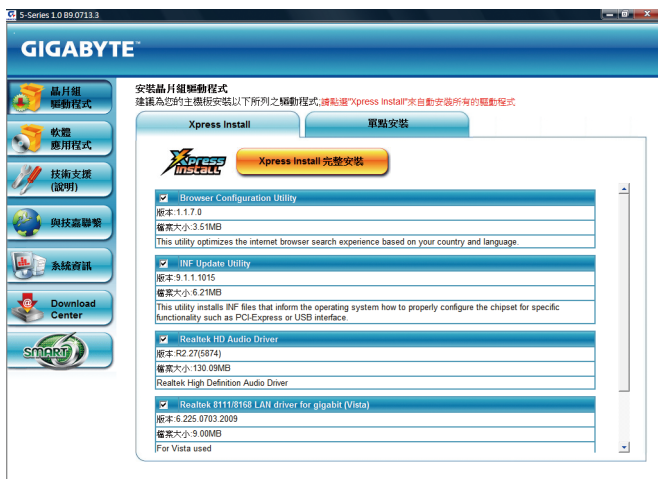 5-Series 1.0 B9.0713.3
GIGABYTE™
晶片組
驅動程式
軟體
應用程式
技術支援
(說明)
與技嘉聯繫
系統資訊
Download
Center
SMART
安裝晶片組驅動程式
建議為您的主機板安裝以下所列之驅動程式;請點選"Xpress Install"來自動安裝所有的驅動程式
Xpress Install
單點安裝
Xpress
Install
Xpress Install 完整安裝
Browser Configuration Utility
版本:1.1.7.0
檔案大小:3.51MB
This utility optimizes the internet browser search experience based on your country and language.
INF Update Utility
版本:9.1.1.1015
檔案大小:6.21MB
This utility installs INF files that inform the operating system how to properly configure the chipset for specific
functionality such as PCI-Express or USB interface.
Realtek HD Audio Driver
版本:R2.27(5874)
檔案大小:130.09MB
Realtek High Definition Audio Driver
Realtek 8111/8168 LAN driver for gigabit (Vista)
版本:6.225.0703.2009
檔案大小:9.00MB
For Vista used